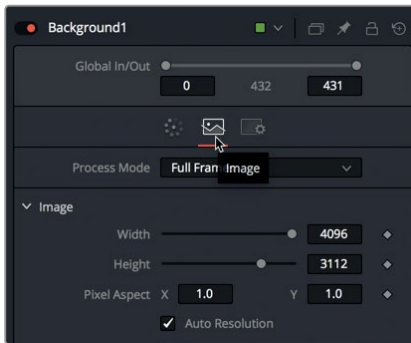 Background1
Global In/Out
0 432 431
Process Mode Full Fram Image
Image
Width 4096
Height 3112
Pixel Aspect X 1.0 Y 1.0
Auto Resolution